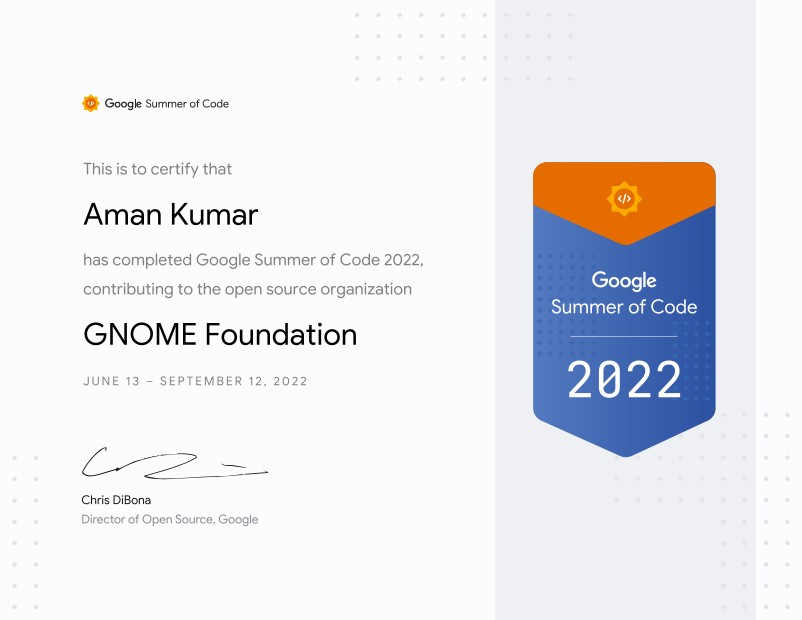 Google Summer of Code
This is to certify that
Aman Kumar
has completed Google Summer of Code 2022,
contributing to the open source organization
GNOME Foundation
JUNE 13 – SEPTEMBER 12, 2022
Chris DiBona
Director of Open Source, Google
</>
Google
Summer of Code
2022